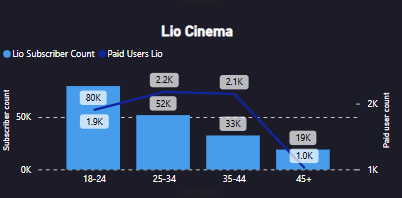 Lio Cinema
Lio Subscriber Count Paid Users Lio
Subscriber count
50K
0K
80K
1.9K
2.2K
52K
2.1K
33K
19K
1.0K
2K
1K
Paid user count
18-24 25-34 35-44 45+